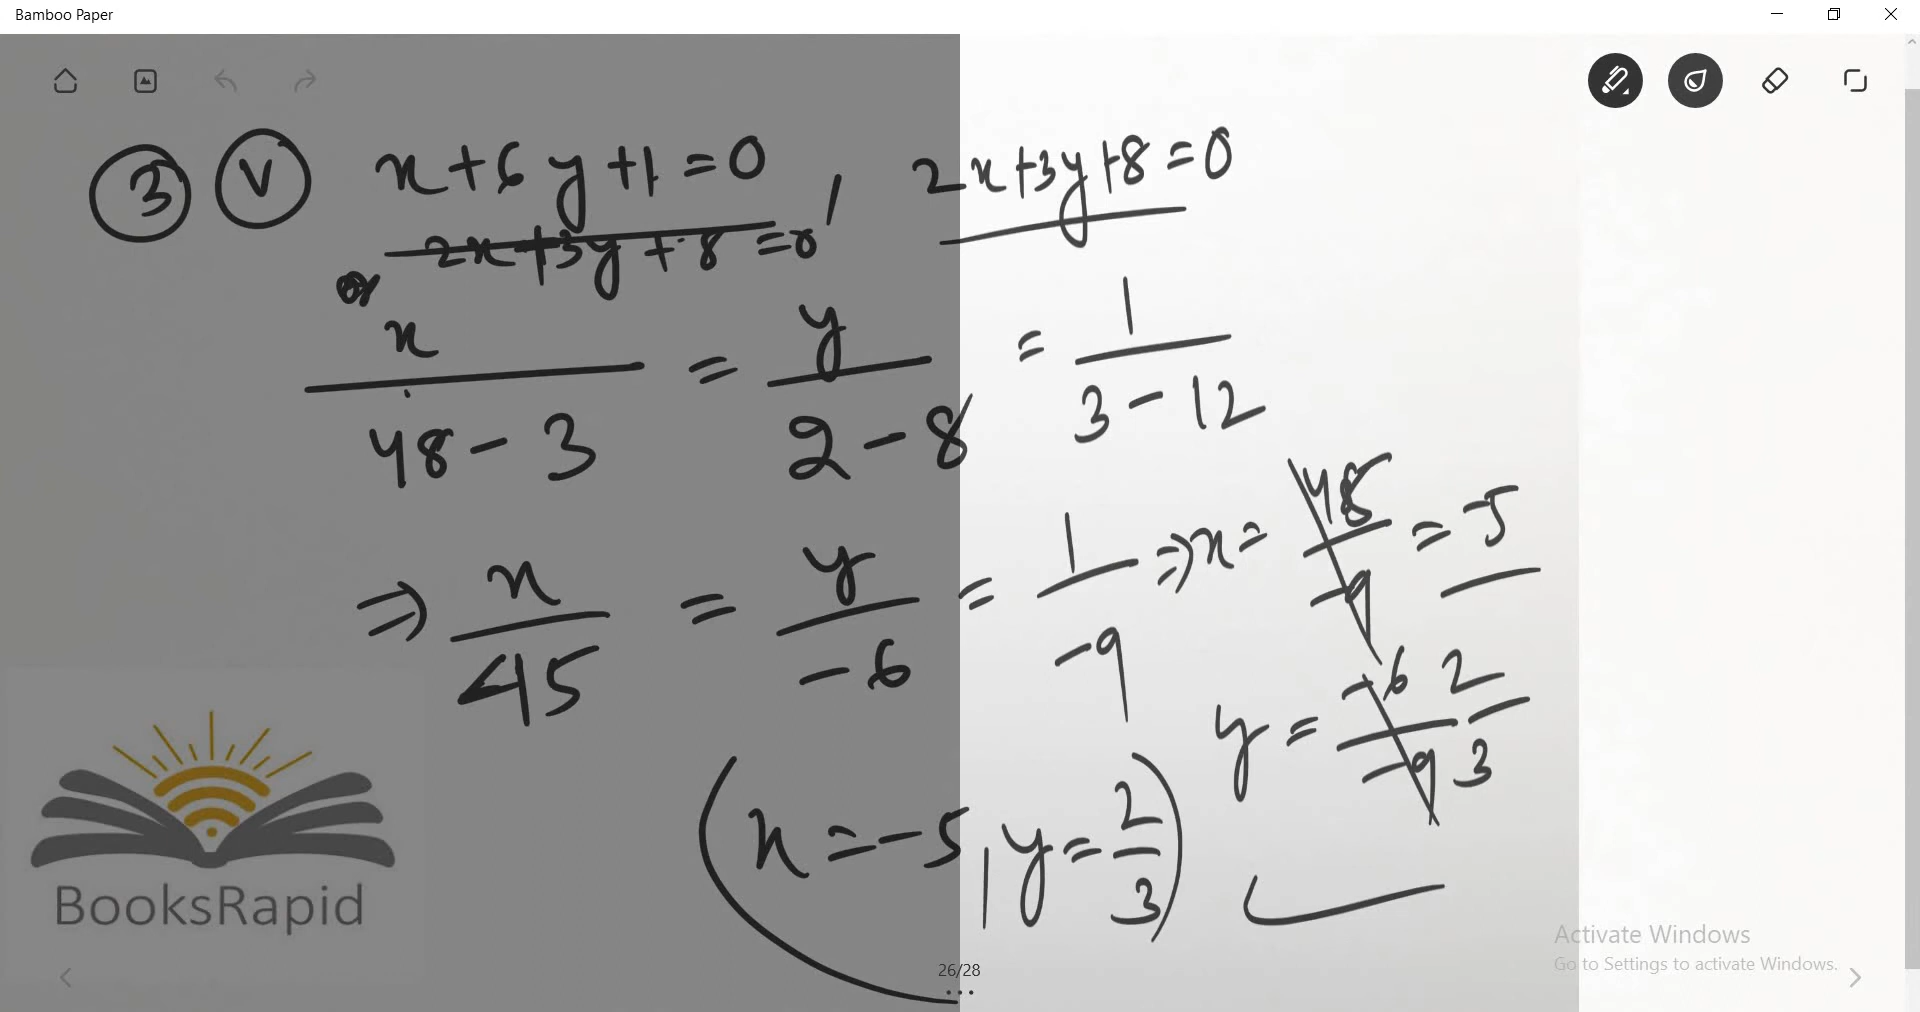 Bamboo Paper
3 V x+6y+1=0, 2x+3y+8=0
2x+3y+8=0
x/48-3 = y/2-8 = 1/3-12
⇒ x/45 = y/-6 = 1/-9 ⇒ x = 48/-9 = -5
y = -6/-9 2/3
(x=-5, y=2/3)
BooksRapid
26/28
Activate Windows
Go to Settings to activate Windows.